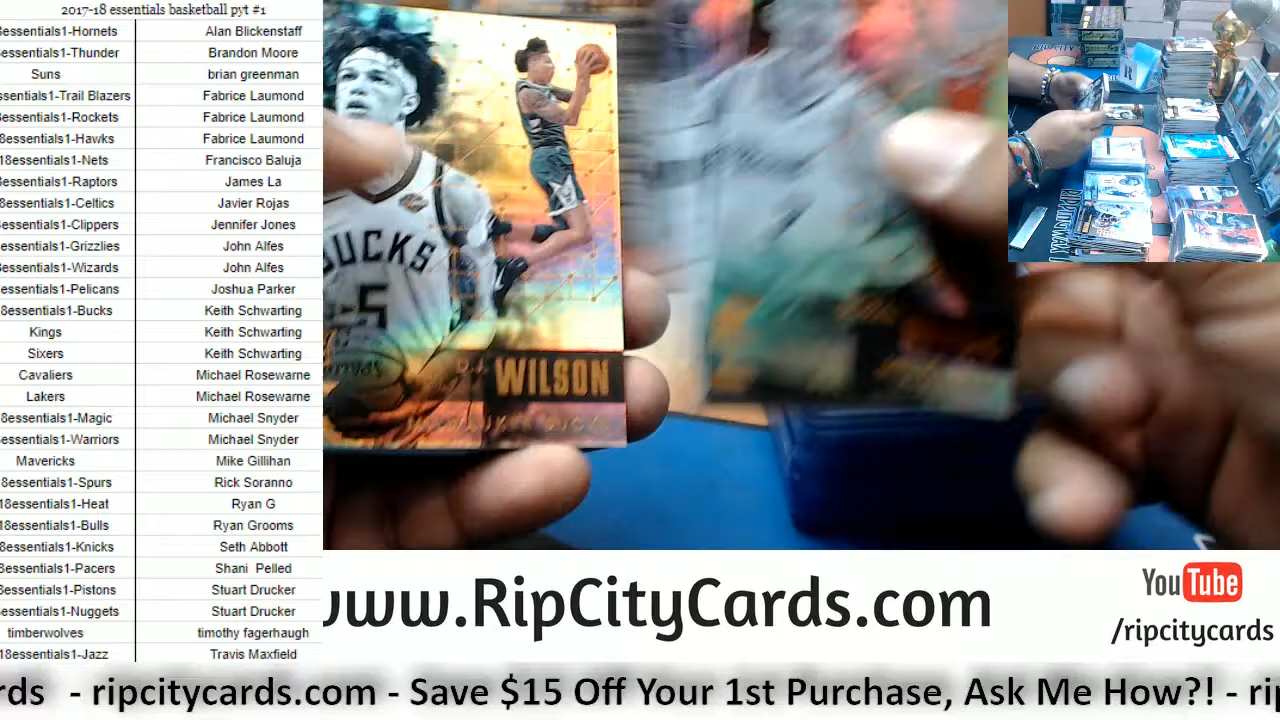 2017-18 essentials basketball pyt #1
8essentials1-Hornets Alan Blickenstaff
8essentials1-Thunder Brandon Moore
Suns brian greenman
ssentials1-Trail Blazers Fabrice Laumond
8essentials1-Rockets Fabrice Laumond
8essentials1-Hawks Fabrice Laumond
18essentials1-Nets Francisco Baluja
8essentials1-Raptors James La
8essentials1-Celtics Javier Rojas
8essentials1-Clippers Jennifer Jones
essentials1-Grizzlies John Alfes
8essentials1-Wizards John Alfes
essentials1-Pelicans Joshua Parker
8essentials1-Bucks Keith Schwarting
Kings Keith Schwarting
Sixers Keith Schwarting
Cavaliers Michael Rosewarne
Lakers Michael Rosewarne
8essentials1-Magic Michael Snyder
essentials1-Warriors Michael Snyder
Mavericks Mike Gillihan
18essentials1-Spurs Rick Soranno
18essentials1-Heat Ryan G
18essentials1-Bulls Ryan Grooms
8essentials1-Knicks Seth Abbott
8essentials1-Pacers Shani Pelled
8essentials1-Pistons Stuart Drucker
essentials1-Nuggets Stuart Drucker
timberwolves timothy fagerhaugh
18essentials1-Jazz Travis Maxfield
BUCKS
5
D.J. WILSON
MILWAUKEE BUCKS
www.RipCityCards.com
YouTube
/ripcitycards
rds - ripcitycards.com - Save $15 Off Your 1st Purchase, Ask Me How?! - rip